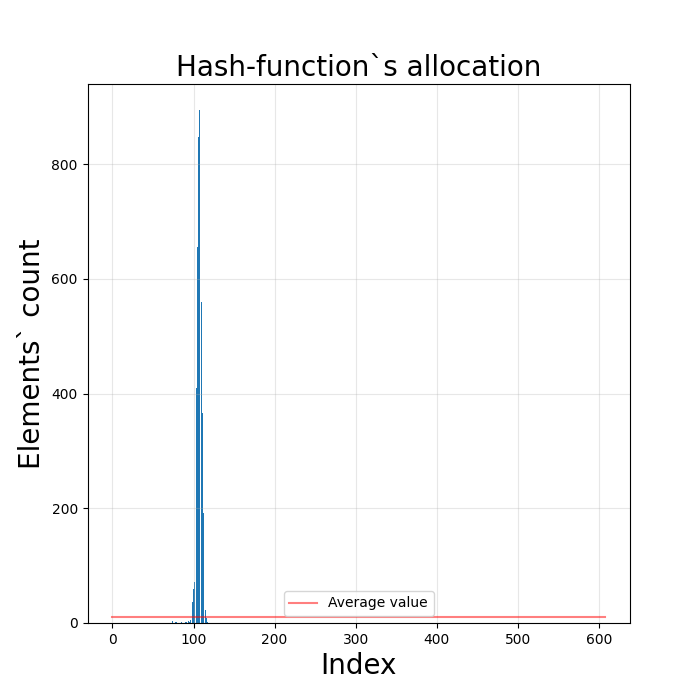 Hash-function`s allocation
Elements` count
800
600
400
200
0
Average value
0 100 200 300 400 500 600
Index